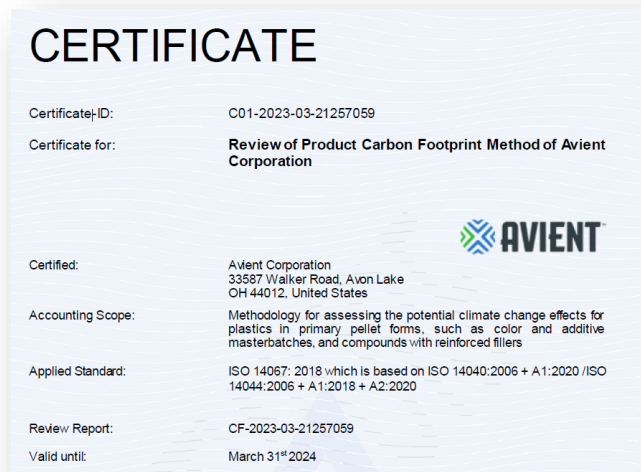 CERTIFICATE
Certificate-ID: C01-2023-03-21257059
Certificate for: Review of Product Carbon Footprint Method of Avient
Corporation
AVIENT™
Certified: Avient Corporation
33587 Walker Road, Avon Lake
OH 44012, United States
Accounting Scope: Methodology for assessing the potential climate change effects for
plastics in primary pellet forms, such as color and additive
masterbatches, and compounds with reinforced fillers
Applied Standard: ISO 14067: 2018 which is based on ISO 14040:2006 + A1:2020 /ISO
14044:2006 + A1:2018 + A2:2020
Review Report: CF-2023-03-21257059
Valid until: March 31st 2024